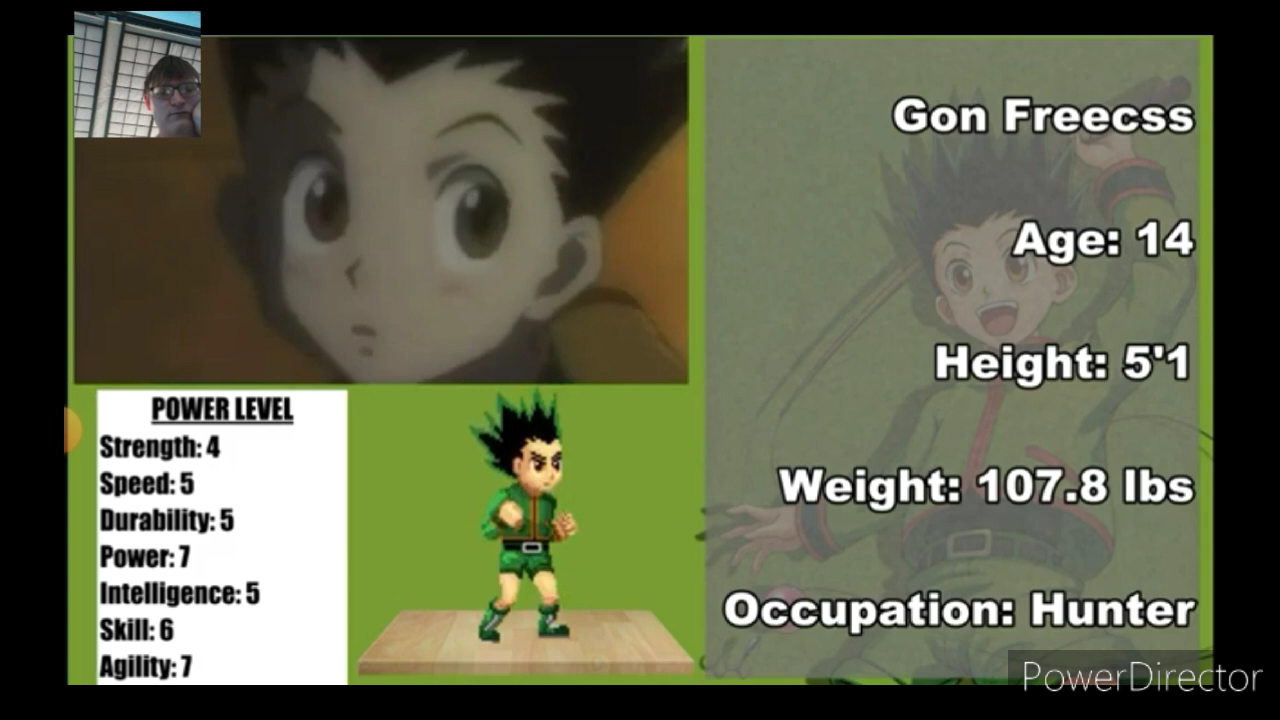 Gon Freecss
Age: 14
Height: 5'1
Weight: 107.8 lbs
Occupation: Hunter
POWER LEVEL
Strength: 4
Speed: 5
Durability: 5
Power: 7
Intelligence: 5
Skill: 6
Agility: 7
PowerDirector